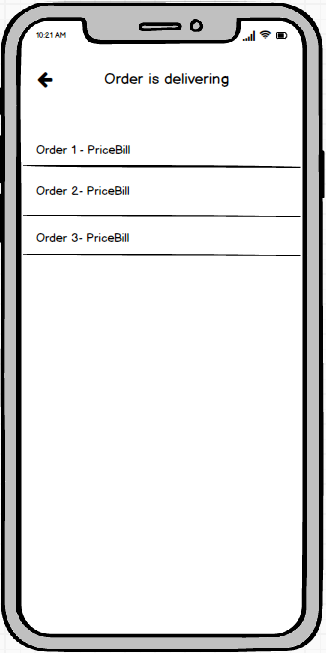 10:21 AM
Order is delivering
Order 1 - PriceBill
Order 2- PriceBill
Order 3- PriceBill